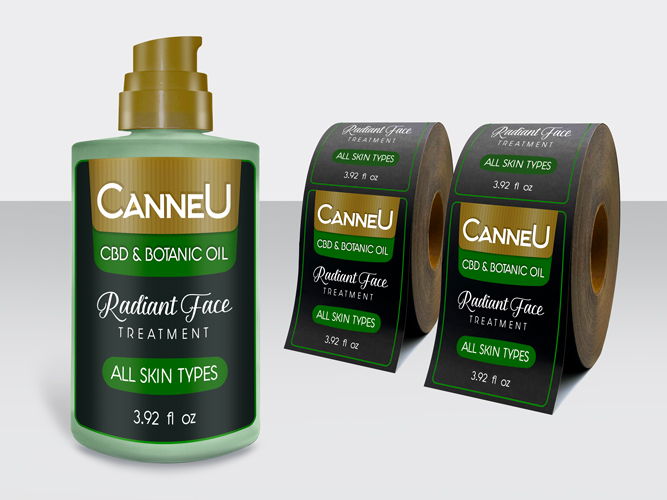 CANNEU
CBD & BOTANIC OIL
Radiant Face
TREATMENT
ALL SKIN TYPES
3.92 fl oz
Radiant Face
TREATMENT
ALL SKIN TYPES
3.92 fl oz
CANNEU
CBD & BOTANIC OIL
Radiant Face
TREATMENT
ALL SKIN TYPES
3.92 fl oz
Radiant Face
TREATMENT
ALL SKIN TYPES
3.92 fl oz
CANNEU
CBD & BOTANIC OIL
Radiant Face
TREATMENT
ALL SKIN TYPES
3.92 fl oz